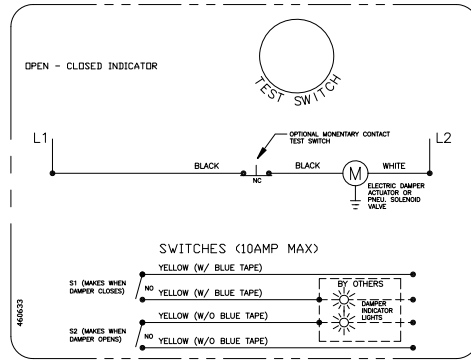 TEST SWITCH
OPEN - CLOSED INDICATOR
L1
L2
OPTIONAL MONENTARY CONTACT
TEST SWITCH
BLACK
NC
BLACK
M
WHITE
ELECTRIC DAMPER
ACTUATOR OR
PNEU. SOLENOID
VALVE
SWITCHES (10AMP MAX)
YELLOW (W/ BLUE TAPE)
S1 (MAKES WHEN
DAMPER CLOSES)
NO
YELLOW (W/ BLUE TAPE)
BY OTHERS
DAMPER
INDICATOR
LIGHTS
YELLOW (W/O BLUE TAPE)
S2 (MAKES WHEN
DAMPER OPENS)
NO
YELLOW (W/O BLUE TAPE)
460633